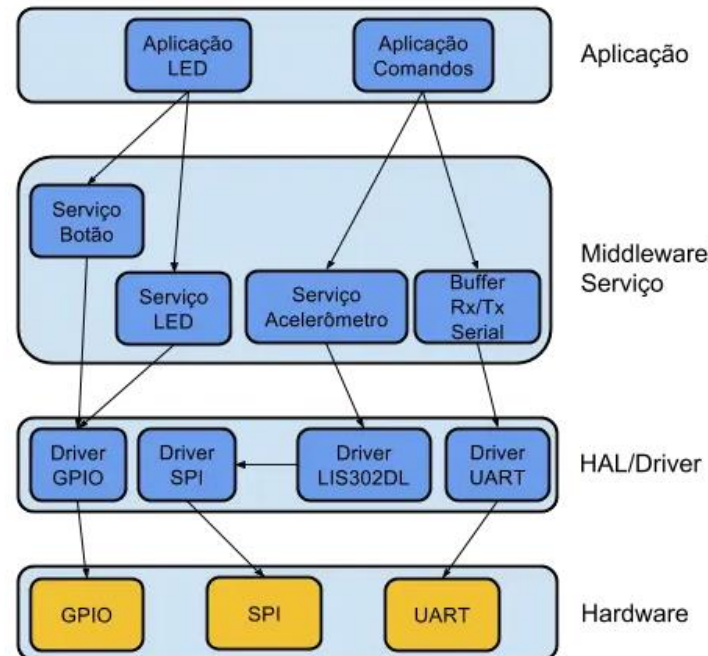 Aplicação
LED
Aplicação
Comandos
Aplicação
Serviço
Botão
Serviço
LED
Serviço
Acelerômetro
Buffer
Rx/Tx
Serial
Middleware
Serviço
Driver
GPIO
Driver
SPI
Driver
LIS302DL
Driver
UART
HAL/Driver
GPIO
SPI
UART
Hardware